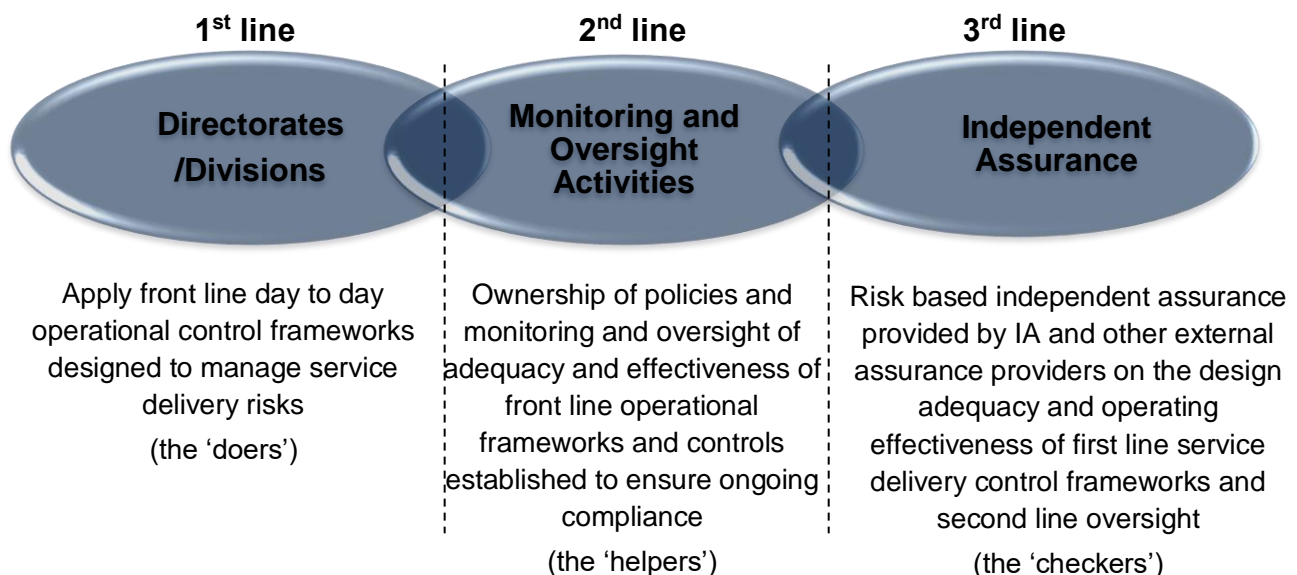 1st line
Directorates
/Divisions
Apply front line day to day
operational control frameworks
designed to manage service
delivery risks
(the ‘doers’)
2nd line
Monitoring and
Oversight
Activities
Ownership of policies and
monitoring and oversight of
adequacy and effectiveness of
front line operational
frameworks and controls
established to ensure ongoing
compliance
(the ‘helpers’)
3rd line
Independent
Assurance
Risk based independent assurance
provided by IA and other external
assurance providers on the design
adequacy and operating
effectiveness of first line service
delivery control frameworks and
second line oversight
(the ‘checkers’)